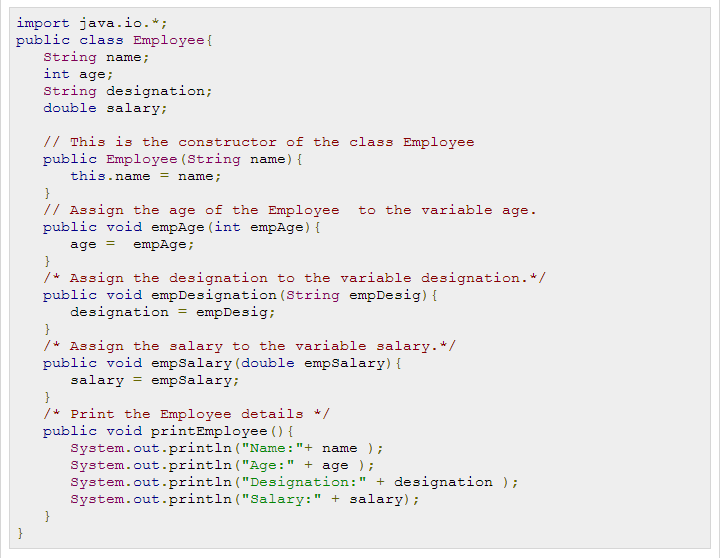 import java.io.*;
public class Employee{
   String name;
   int age;
   String designation;
   double salary;

   // This is the constructor of the class Employee
   public Employee(String name){
      this.name = name;
   }
   // Assign the age of the Employee  to the variable age.
   public void empAge(int empAge){
      age =  empAge;
   }
   /* Assign the designation to the variable designation.*/
   public void empDesignation(String empDesig){
      designation = empDesig;
   }
   /* Assign the salary to the variable salary.*/
   public void empSalary(double empSalary){
      salary = empSalary;
   }
   /* Print the Employee details */
   public void printEmployee(){
      System.out.println("Name:"+ name );
      System.out.println("Age:" + age );
      System.out.println("Designation:" + designation );
      System.out.println("Salary:" + salary);
   }
}